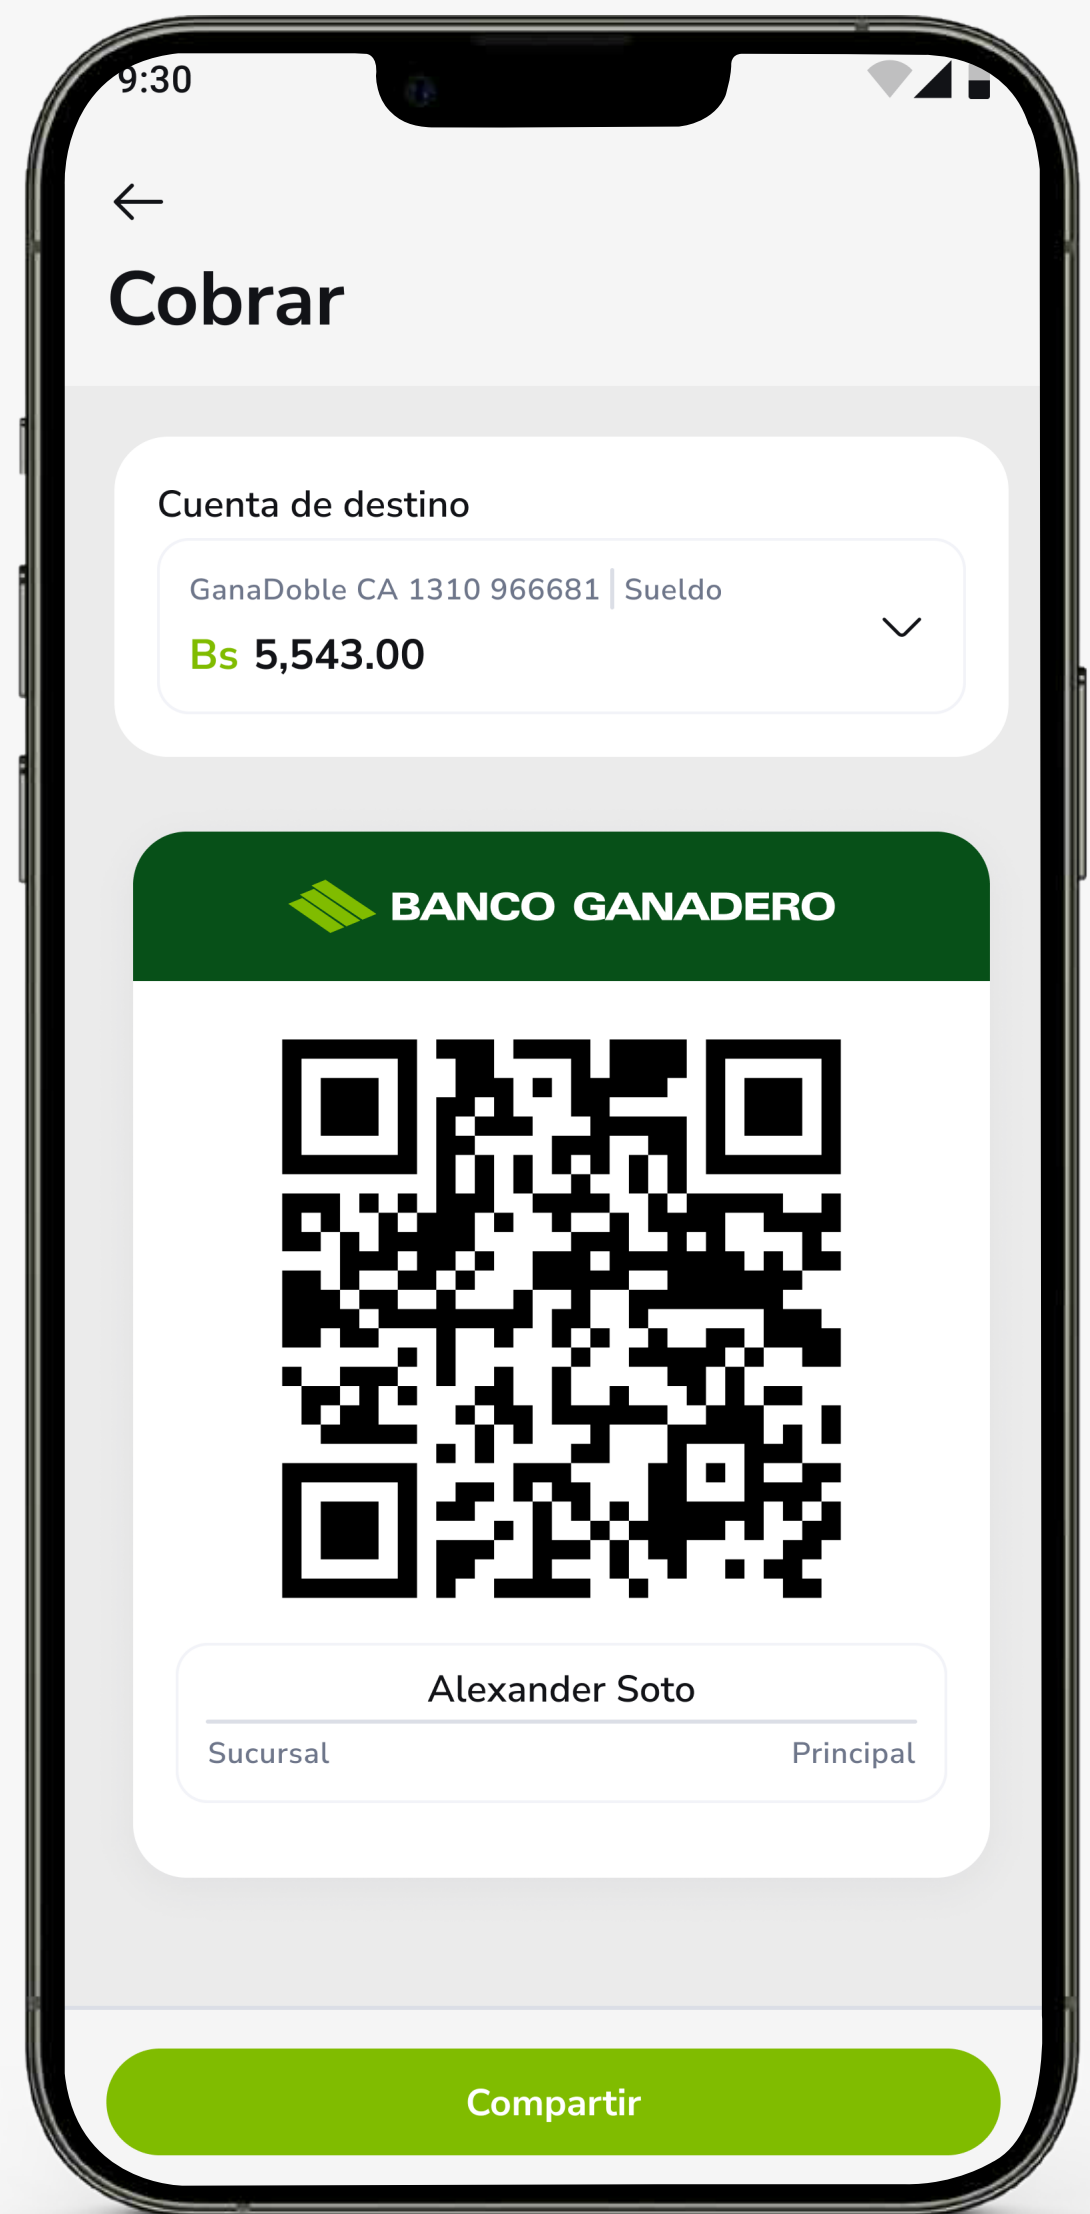 9:30
Cobrar
Cuenta de destino
GanaDoble CA 1310 966681 | Sueldo
Bs 5,543.00
BANCO GANADERO
Alexander Soto
Sucursal Principal
Compartir